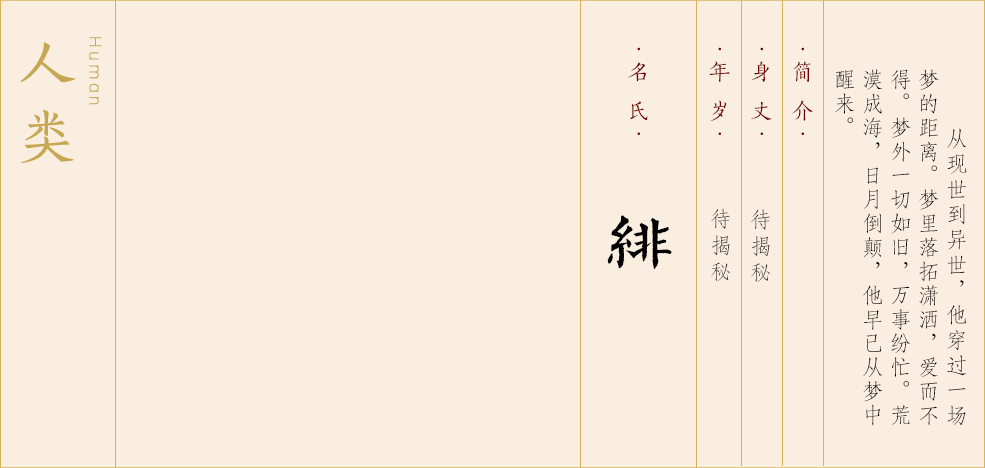 从现世到异世，他穿过一场
梦的距离。梦里落拓潇洒，爱而不
得。梦外一切如旧，万事纷忙。荒
漠成海，日月倒颠，他早已从梦中
醒来。
·简介·
·身丈·
待揭秘
·年岁·
待揭秘
·名氏·
緋
Human
人类